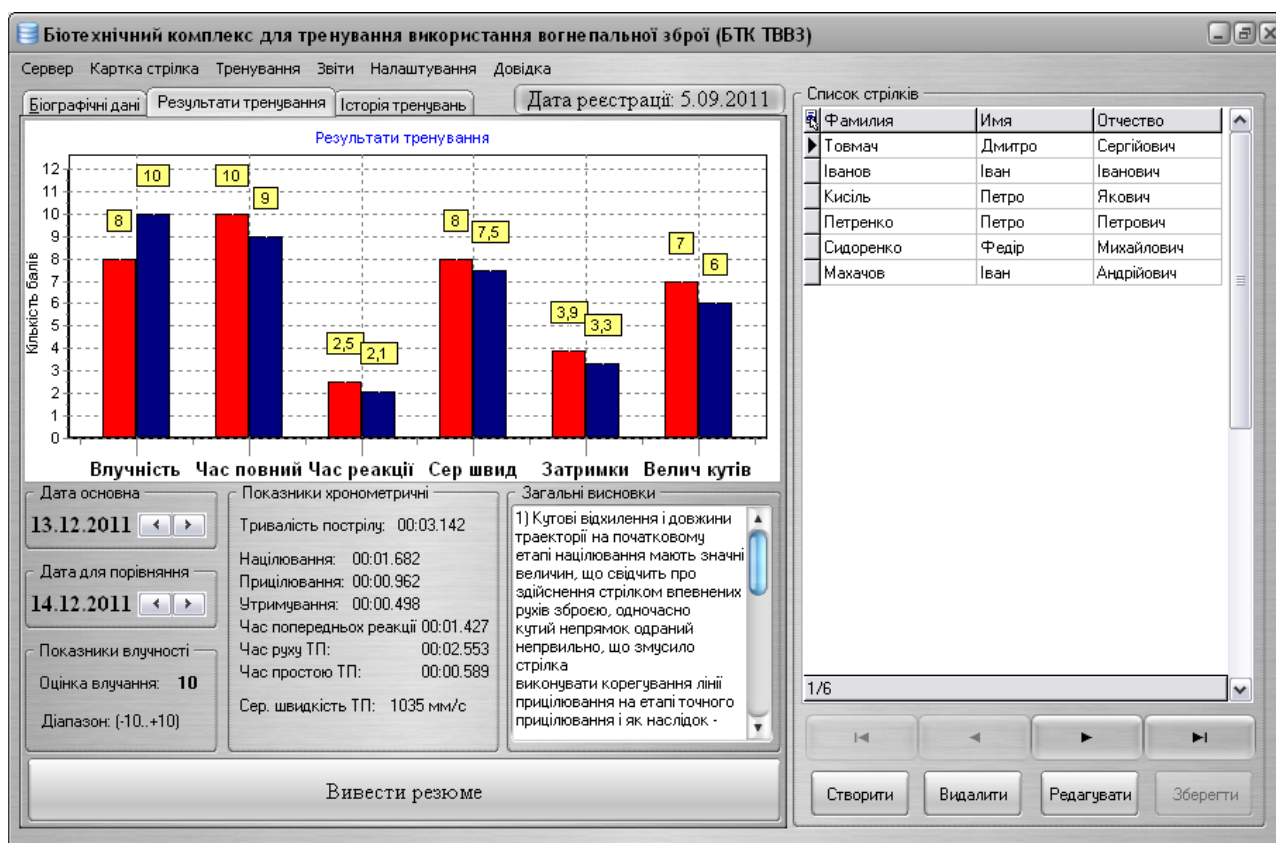 Біотехнічний комплекс для тренування використання вогнепальної зброї (БТК ТВВЗ)
Сервер Картка стрілка Тренування Звіти Налаштування Довідка
Біографічні дані Результати тренування Історія тренувань Дата реєстрації: 5.09.2011
Результати тренування
Кількість балів
12
11
10
9
8
7
6
5
4
3
2
1
0
8 10 10 9 2,5 2,1 8 7,5 3,9 3,3 7 6
Влучність Час повний Час реакції Сер швид Затримки Велич кутів
Дата основна
13.12.2011
Дата для порівняння
14.12.2011
Показники влучності
Оцінка влучання: 10
Діапазон: (-10..+10)
Показники хронометричні
Тривалість пострілу: 00:03.142
Націлювання: 00:01.682
Прицілювання: 00:00.962
Утримування: 00:00.498
Час попередньох реакції 00:01.427
Час руху ТП: 00:02.553
Час простою ТП: 00:00.589
Сер. швидкість ТП: 1035 мм/с
Загальні висновки
1) Кутові відхилення і довжини
траекторії на початковому
етапі націлювання мають значні
величин, що свідчить про
здійснення стрілком впевнених
рухів зброєю, одночасно
кутий непрямок одраний
непрвильно, що змусило
стрілка
виконувати корегування лінії
прицілювання на етапі точного
прицілювання і як наслідок -
Вивести резюме
Список стрілків
Фамилия Имя Отчество
Товмач Дмитро Сергійович
Іванов Іван Іванович
Кисіль Петро Якович
Петренко Петро Петрович
Сидоренко Федір Михайлович
Махачов Іван Андрійович
1/6
Створити Видалити Редагувати Зберегти